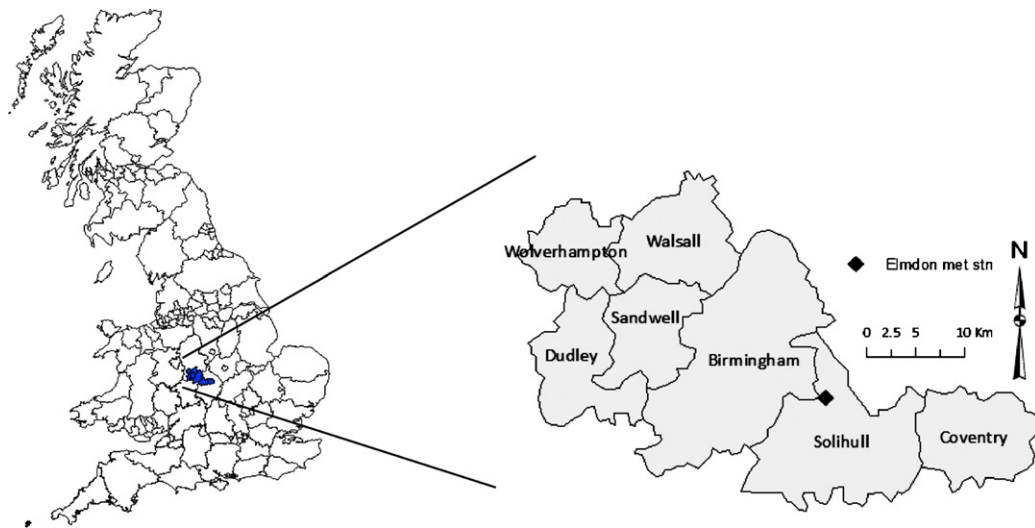 Wolverhampton
Walsall
Sandwell
Dudley
Birmingham
Solihull
Coventry
Elmdon met stn
N
0 2.5 5 10 Km